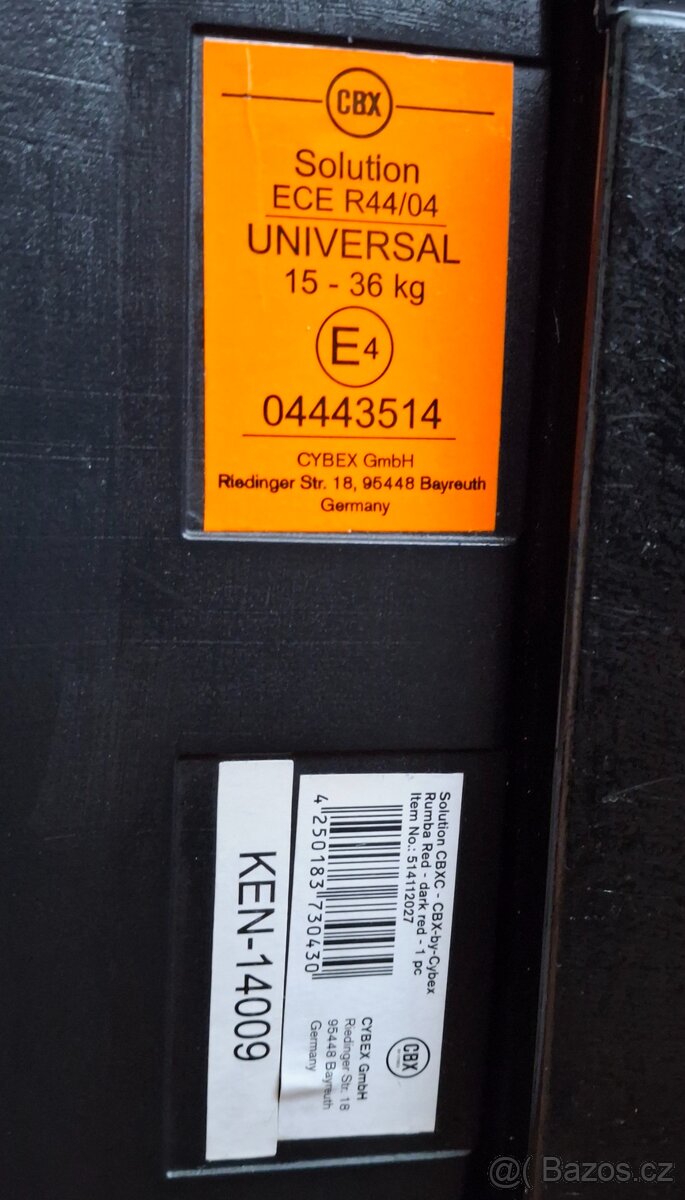 CBX
Solution
ECE R44/04
UNIVERSAL
15 - 36 kg
E4
04443514
CYBEX GmbH
Riedinger Str. 18, 95448 Bayreuth
Germany
Solution CBXC - CBX-by-Cybex
Rumba Red - dark red - 1 pc
Item No.: 514112027
4 250183 730430
CBX
CYBEX GmbH
Riedinger Str. 18
95448 Bayreuth
Germany
KEN-14009
@( Bazos.cz